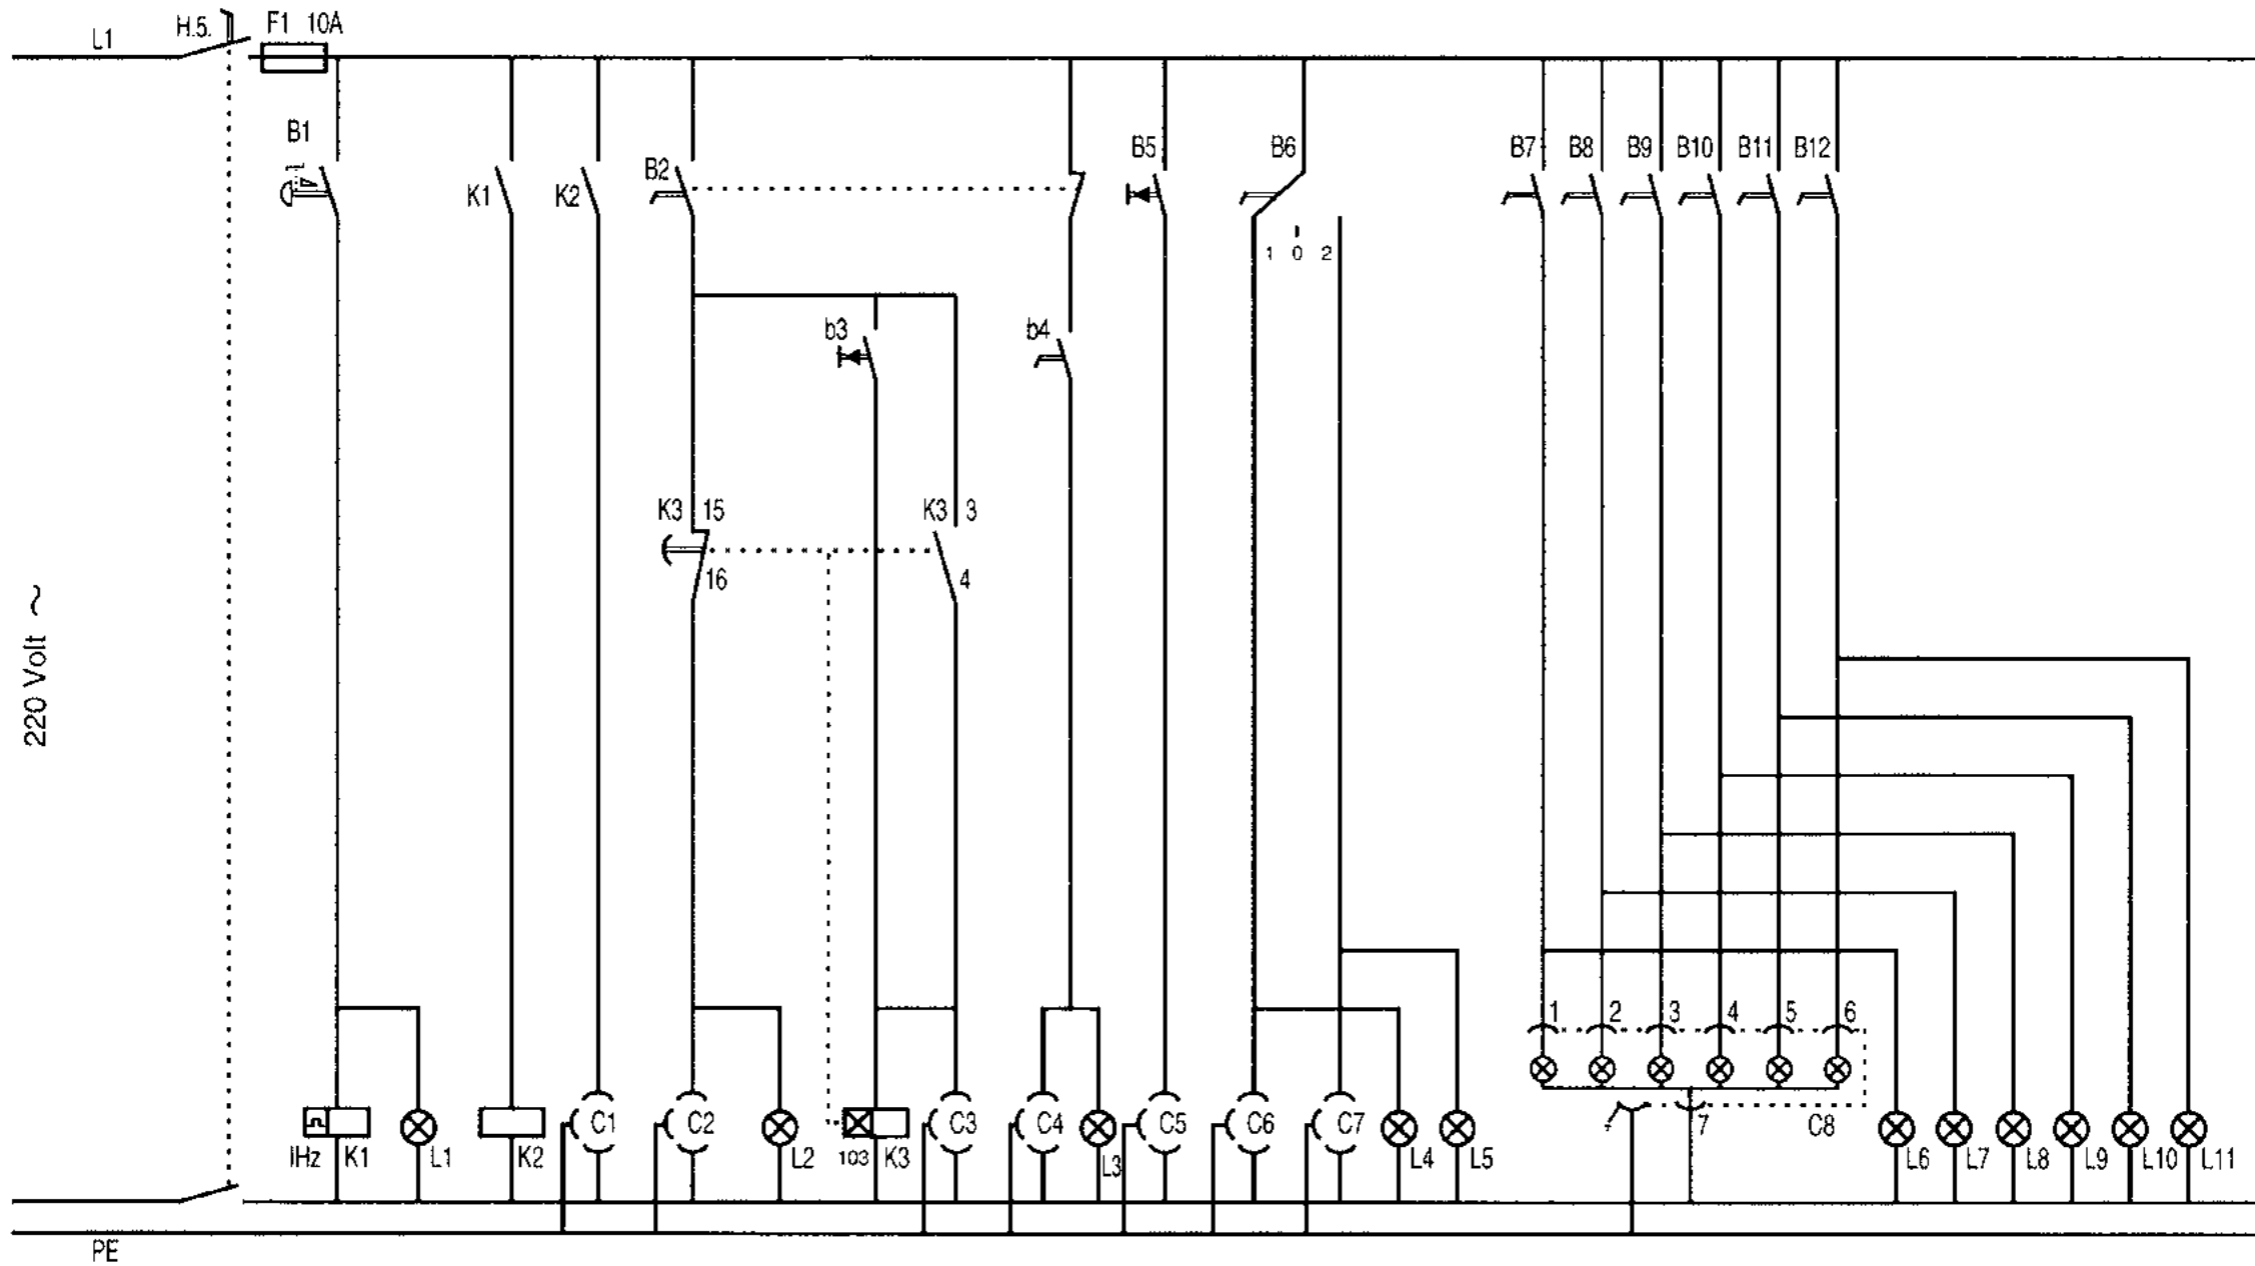 L1 H.5. F1 10A
B1
K1 K2 B2 B5 B6 B7 B8 B9 B10 B11 B12
1 0 2
b3 b4
K3 15 K3 3
16 4
220 Volt ~
1 2 3 4 5 6
C1 C2 C3 C4 C5 C6 C7 7 C8
IHz K1 L1 K2 L2 103 K3 L3 L4 L5 L6 L7 L8 L9 L10 L11
PE